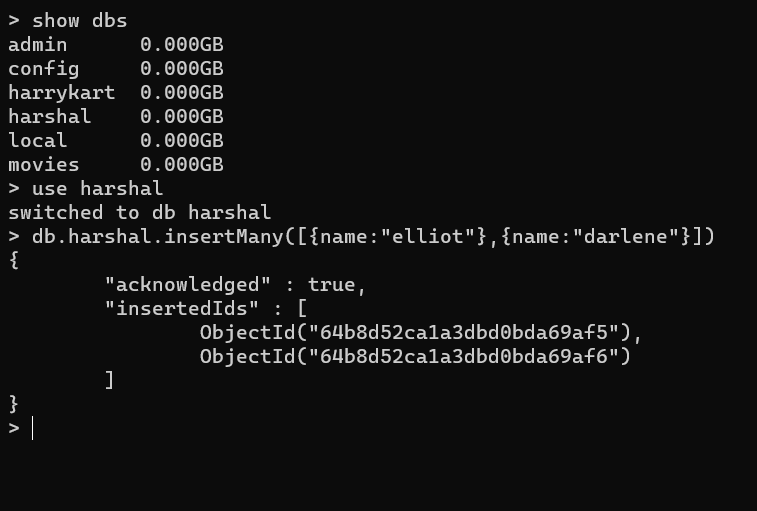 > show dbs
admin      0.000GB
config     0.000GB
harrykart  0.000GB
harshal    0.000GB
local      0.000GB
movies     0.000GB
> use harshal
switched to db harshal
> db.harshal.insertMany([{name:"elliot"},{name:"darlene"}])
{
        "acknowledged" : true,
        "insertedIds" : [
                ObjectId("64b8d52ca1a3dbd0bda69af5"),
                ObjectId("64b8d52ca1a3dbd0bda69af6")
        ]
}
>